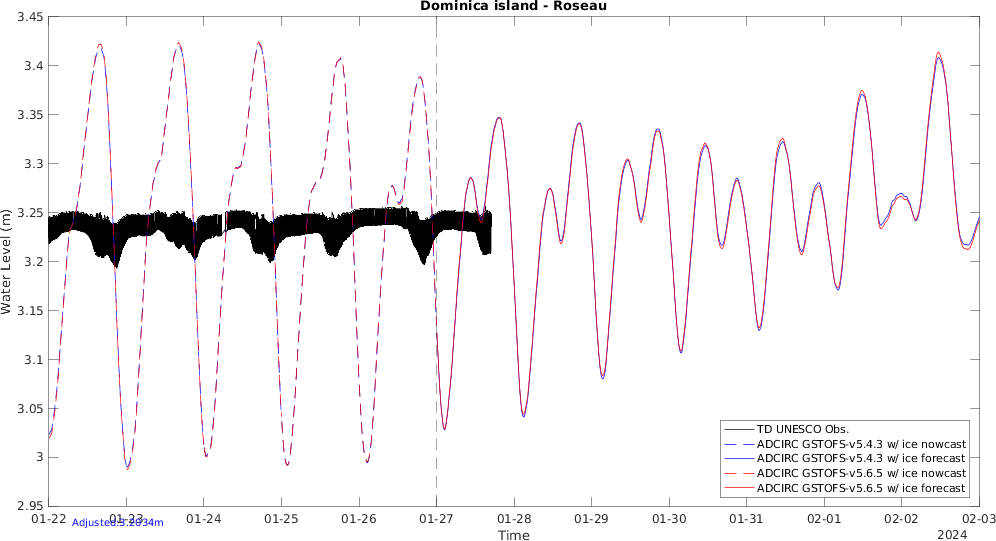 Dominica island - Roseau
3.45
3.4
3.35
3.3
3.25
3.2
3.15
3.1
3.05
3
2.95
Water Level (m)
TD UNESCO Obs.
ADCIRC GSTOFS-v5.4.3 w/ ice nowcast
ADCIRC GSTOFS-v5.4.3 w/ ice forecast
ADCIRC GSTOFS-v5.6.5 w/ ice nowcast
ADCIRC GSTOFS-v5.6.5 w/ ice forecast
01-22 01-23 01-24 01-25 01-26 01-27 01-28 01-29 01-30 01-31 02-01 02-02 02-03
Time
2024